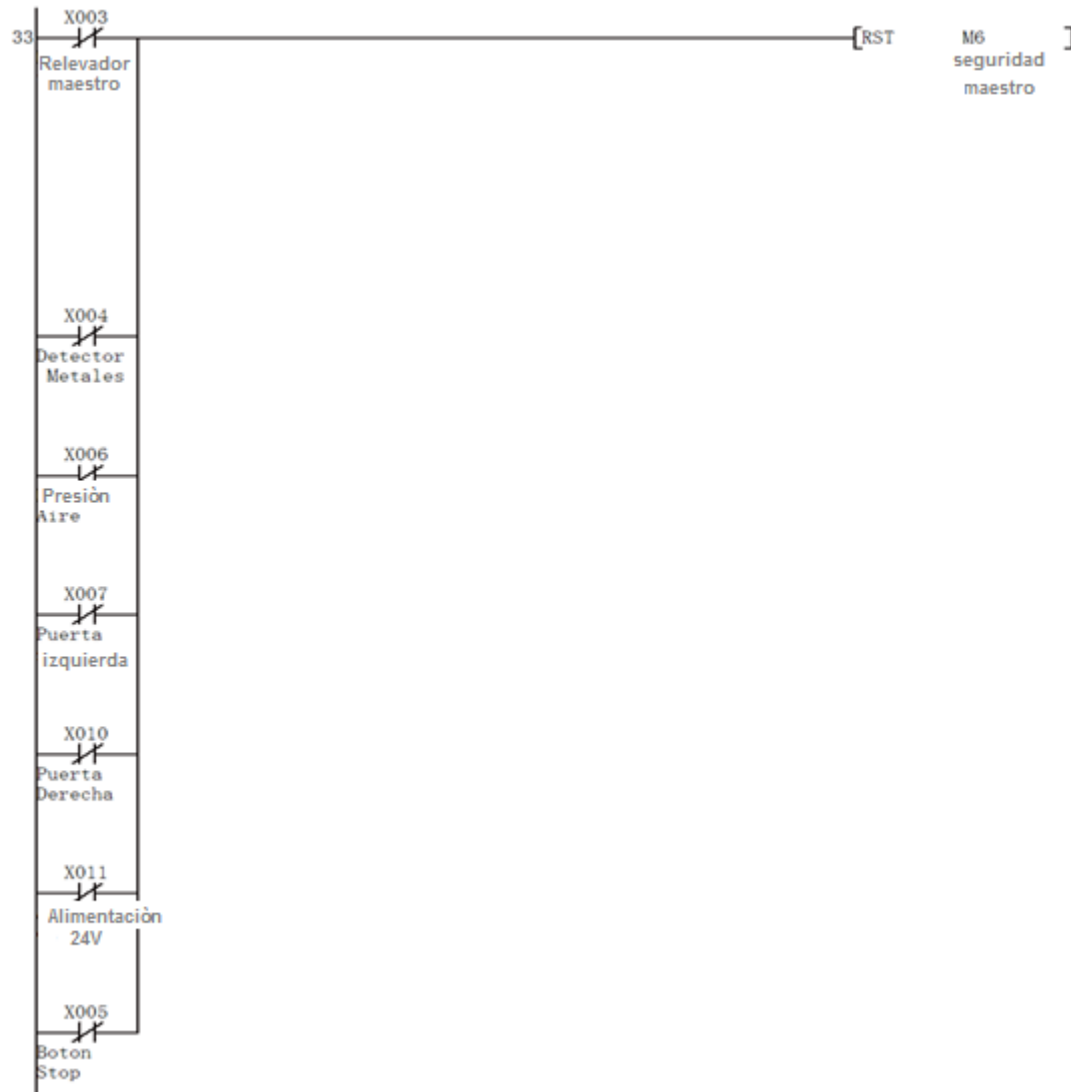 X003
33
RST M6
Relevador
maestro
seguridad
maestro
X004
Detector
Metales
X006
Presiòn
Aire
X007
Puerta
izquierda
X010
Puerta
Derecha
X011
Alimentaciòn
24V
X005
Boton
Stop